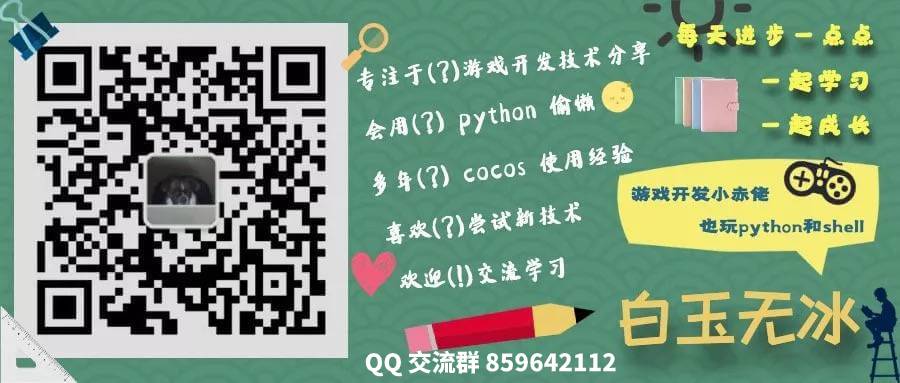 专注于(?)游戏开发技术分享
会用(?) python 偷懒
多年(?) cocos 使用经验
喜欢(?)尝试新技术
欢迎(!)交流学习
每天进步一点点
一起学习
一起成长
游戏开发小赤佬
也玩python和shell
白玉无冰
QQ 交流群 859642112